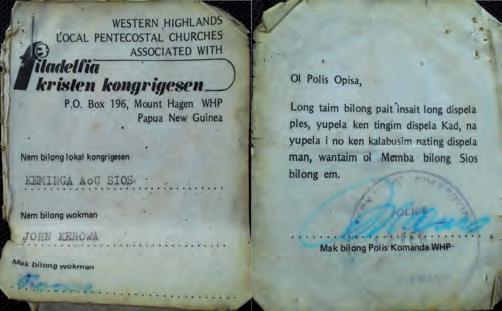 WESTERN HIGHLANDS
LOCAL PENTECOSTAL CHURCHES
ASSOCIATED WITH
filadelfia
kristen kongrigesen
P.O. Box 196, Mount Hagen WHP
Papua New Guinea
Nem bilong lokal kongrigesen
KEMINGA AoG SIOS
Nem bilong wokman
JOHN KEROWA
Mak bilong wokman
Ol Polis Opisa,
Long taim bilong pait insait long dispela
ples, yupela ken tingim dispela Kad, na
yupela i no ken kalabusim nating dispela
man, wantaim ol Memba bilong Sios
bilong em.
POLICE
Mak bilong Polis Komanda WHP